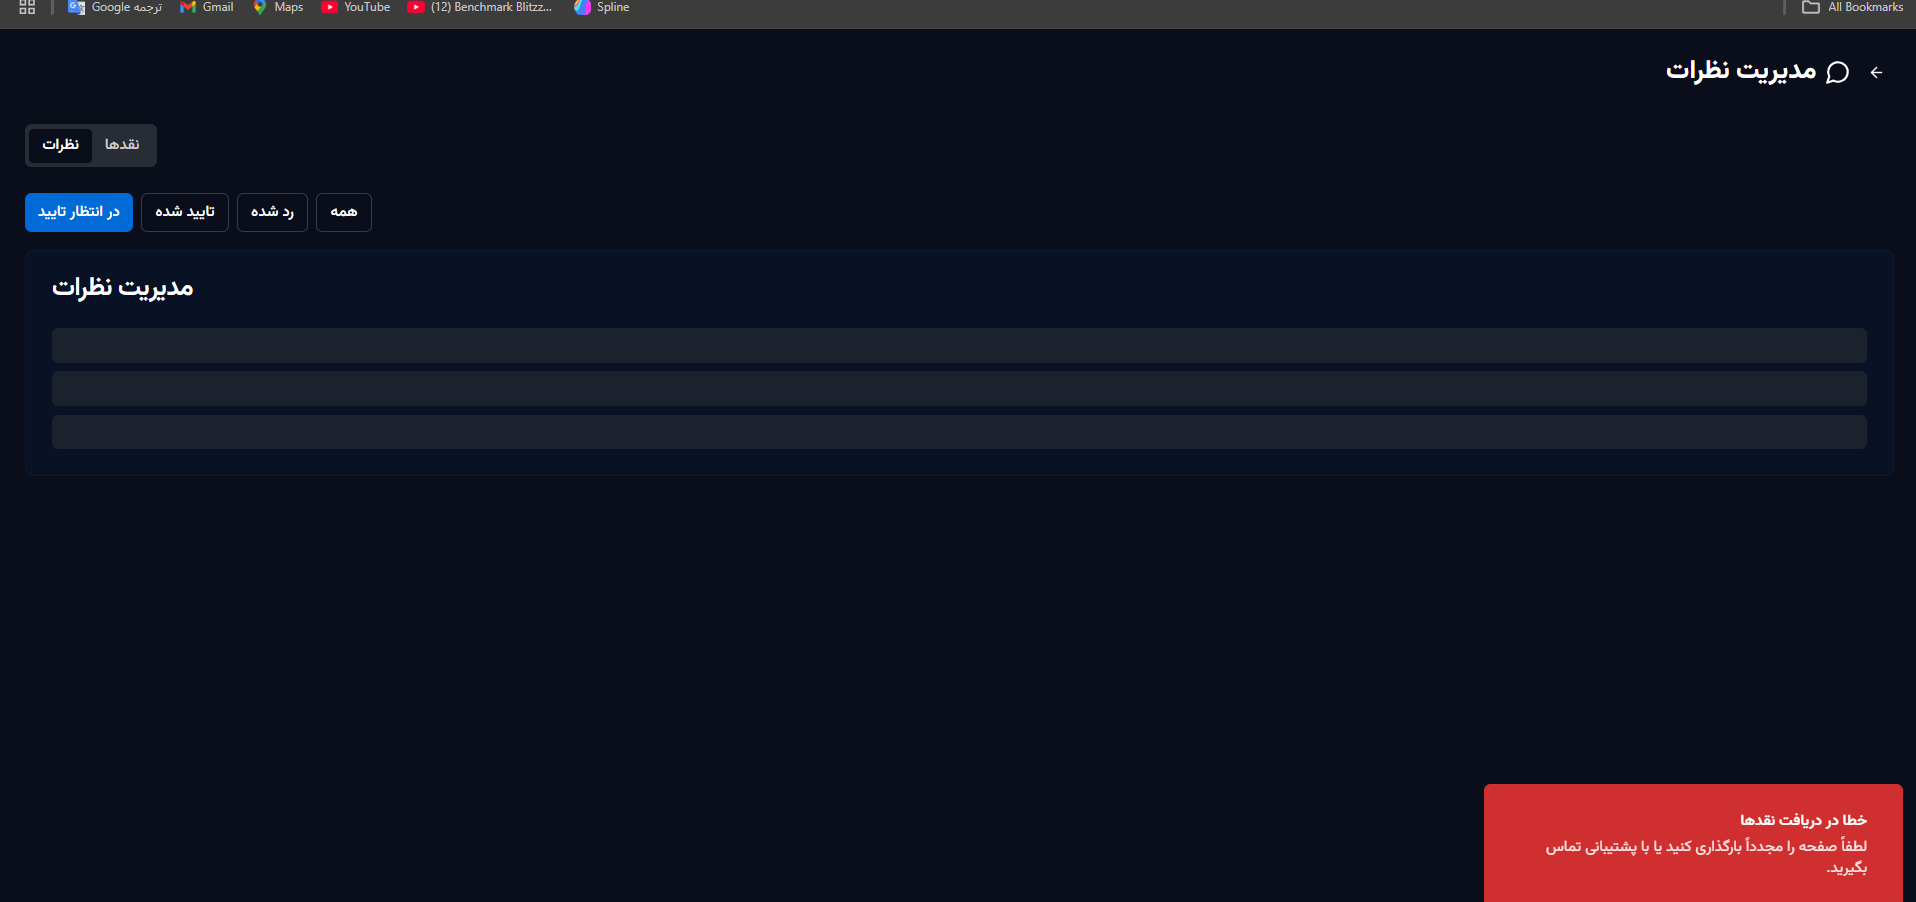 Google ترجمه
Gmail
Maps
YouTube
(12) Benchmark Blitzz...
Spline
All Bookmarks
مدیریت نظرات
نقدها
نظرات
همه
رد شده
تایید شده
در انتظار تایید
مدیریت نظرات
خطا در دریافت نقدها
لطفاً صفحه را مجدداً بارگذاری کنید یا با پشتیبانی تماس
بگیرید.